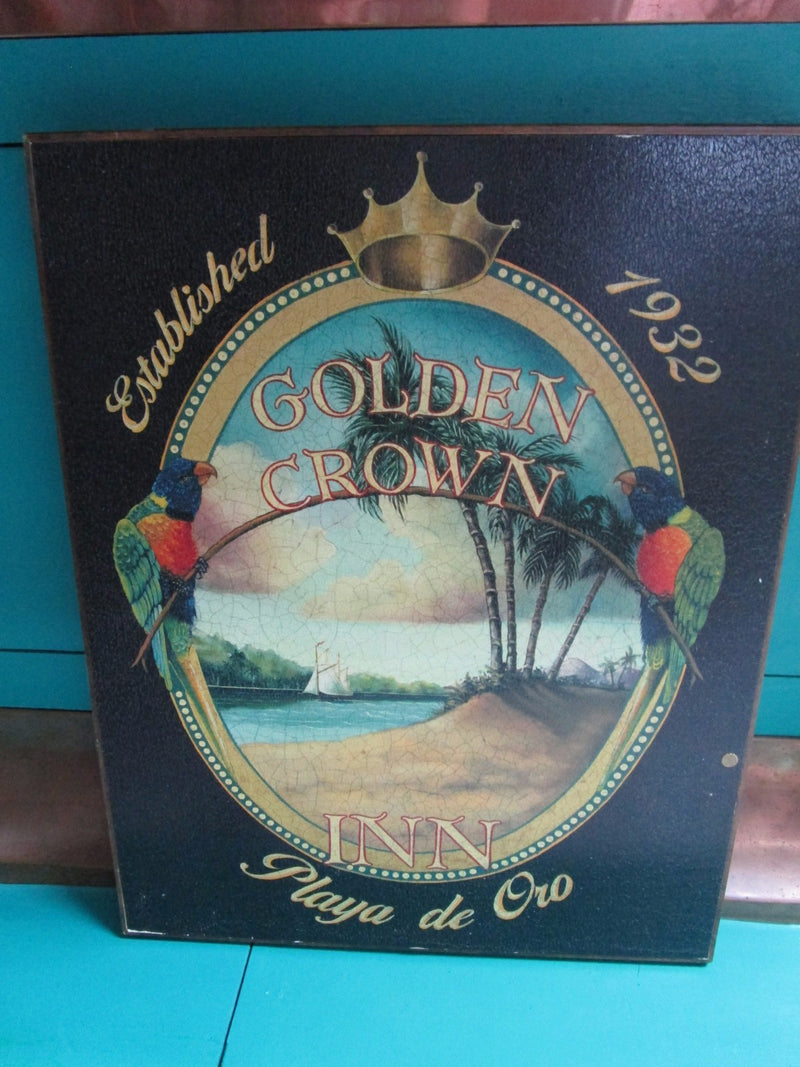 Established
1932
GOLDEN
CROWN
INN
Playa de Oro